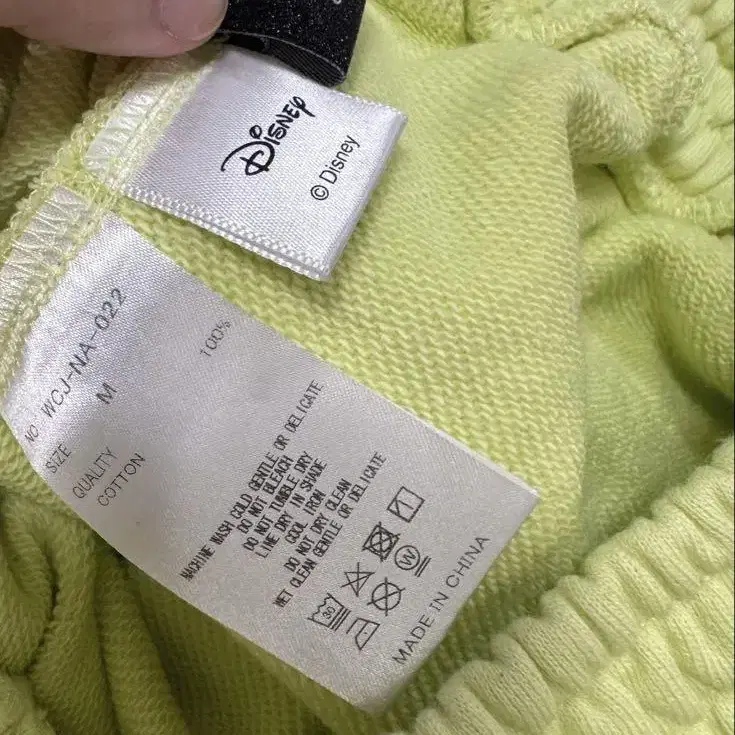 Disney
© Disney
NO. WCJ-NA-022
SIZE M
QUALITY
COTTON 100%
MACHINE WASH COLD GENTLE OR DELICATE
DO NOT BLEACH
DO NOT TUMBLE DRY
LINE DRY IN SHADE
COOL IRON
DO NOT DRY CLEAN
WET CLEAN GENTLE OR DELICATE
30
W
MADE IN CHINA